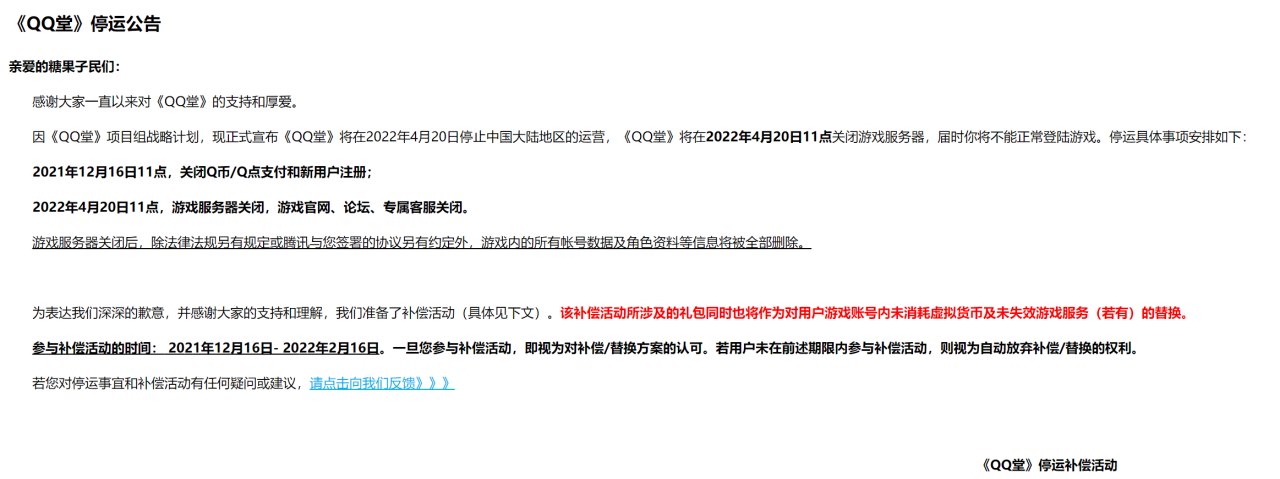 《QQ堂》停运公告
亲爱的糖果子民们：
感谢大家一直以来对《QQ堂》的支持和厚爱。
因《QQ堂》项目组战略计划，现正式宣布《QQ堂》将在2022年4月20日停止中国大陆地区的运营，《QQ堂》将在2022年4月20日11点关闭游戏服务器，届时你将不能正常登陆游戏。停运具体事项安排如下：
2021年12月16日11点，关闭Q币/Q点支付和新用户注册；
2022年4月20日11点，游戏服务器关闭，游戏官网、论坛、专属客服关闭。
游戏服务器关闭后，除法律法规另有规定或腾讯与您签署的协议另有约定外，游戏内的所有帐号数据及角色资料等信息将被全部删除。
为表达我们深深的歉意，并感谢大家的支持和理解，我们准备了补偿活动（具体见下文）。该补偿活动所涉及的礼包同时也将作为对用户游戏账号内未消耗虚拟货币及未失效游戏服务（若有）的替换。
参与补偿活动的时间： 2021年12月16日- 2022年2月16日。一旦您参与补偿活动，即视为对补偿/替换方案的认可。若用户未在前述期限内参与补偿活动，则视为自动放弃补偿/替换的权利。
若您对停运事宜和补偿活动有任何疑问或建议，请点击向我们反馈》》》
《QQ堂》停运补偿活动